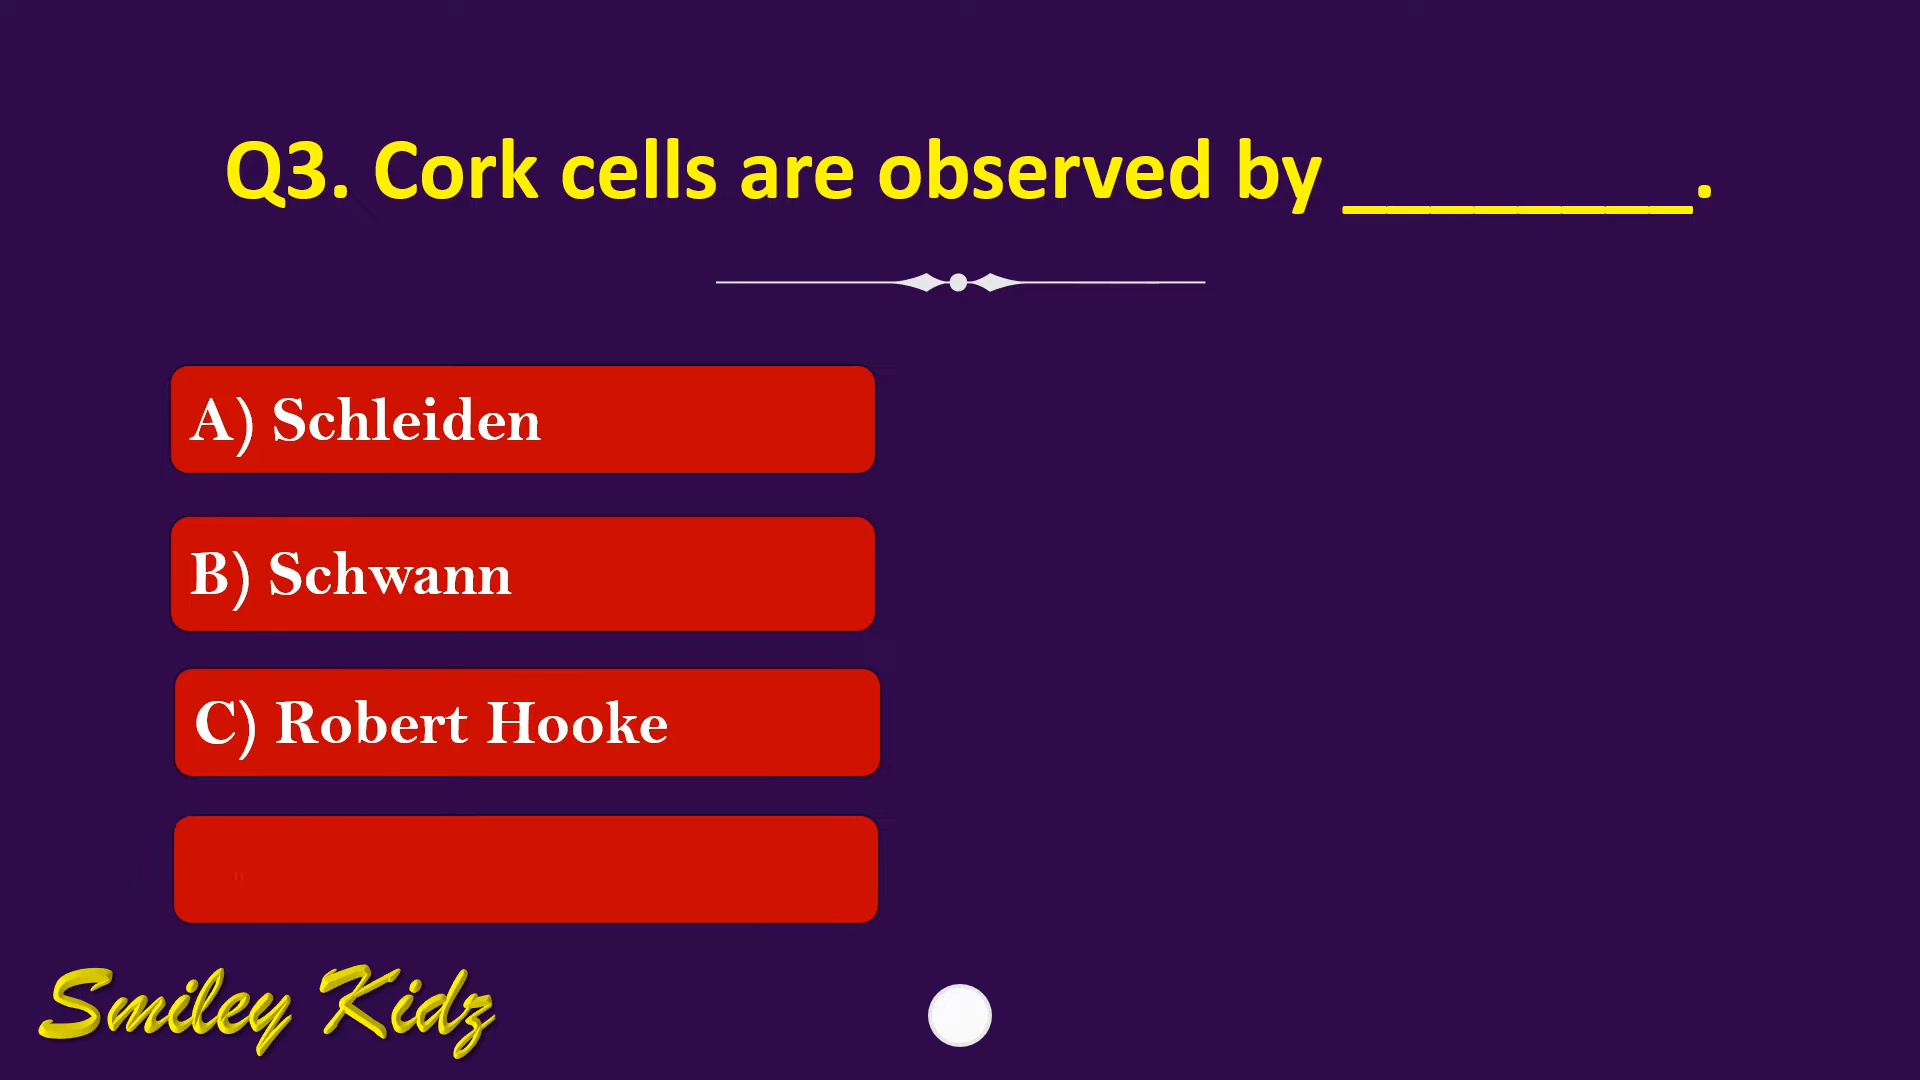 Q3. Cork cells are observed by ________.
A) Schleiden
B) Schwann
C) Robert Hooke
Smiley Kidz